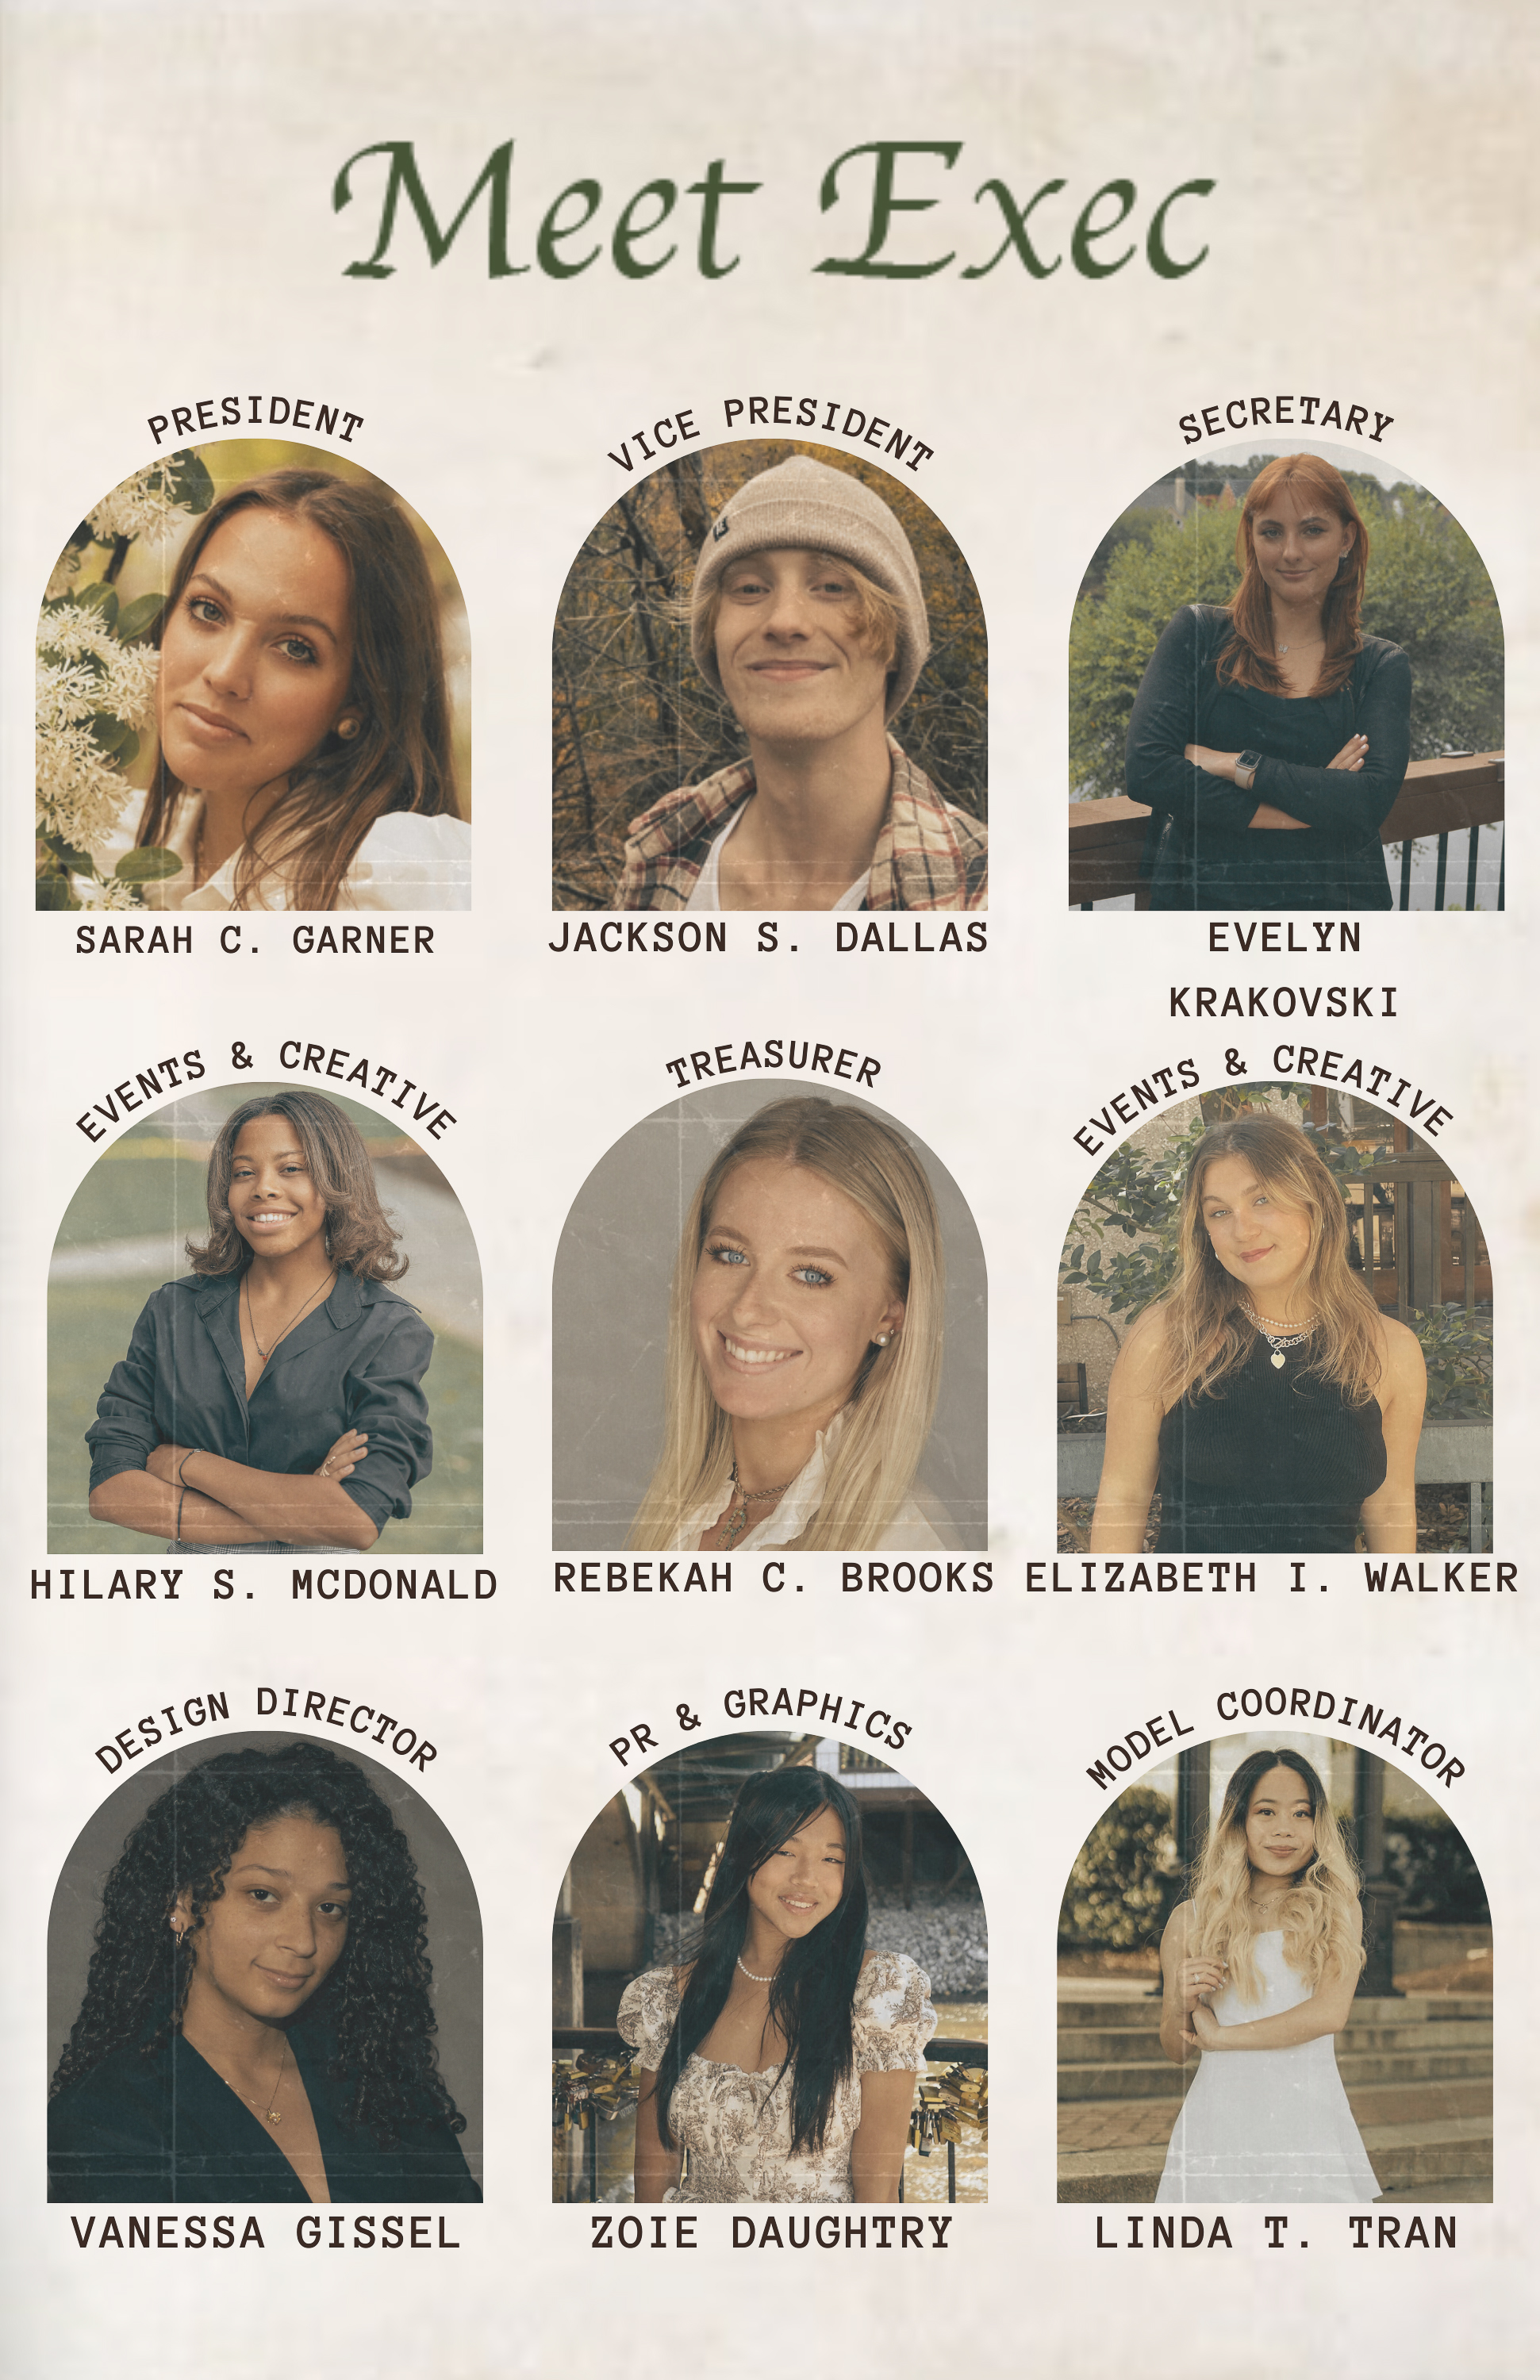 Meet Exec
PRESIDENT
VICE PRESIDENT
SECRETARY
SARAH C. GARNER
JACKSON S. DALLAS
EVELYN
KRAKOVSKI
EVENTS & CREATIVE
TREASURER
EVENTS & CREATIVE
HILARY S. MCDONALD
REBEKAH C. BROOKS
ELIZABETH I. WALKER
DESIGN DIRECTOR
PR & GRAPHICS
MODEL COORDINATOR
VANESSA GISSEL
ZOIE DAUGHTRY
LINDA T. TRAN